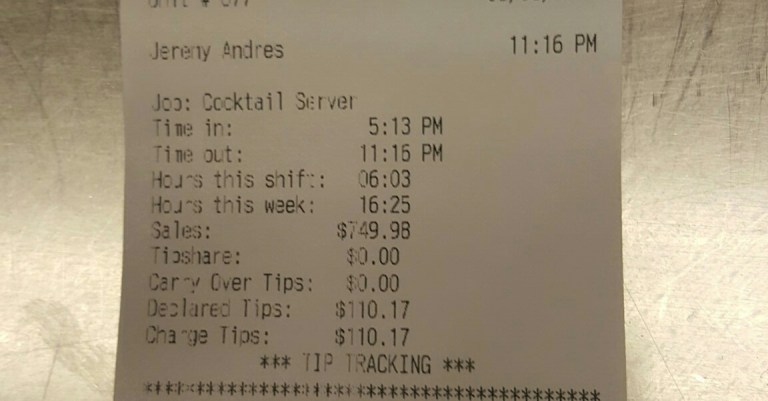 Unit # 077
Jeremy Andres 11:16 PM
Job: Cocktail Server
Time in: 5:13 PM
Time out: 11:16 PM
Hours this shift: 06:03
Hours this week: 16:25
Sales: $749.98
Tipshare: $0.00
Carry Over Tips: $0.00
Declared Tips: $110.17
Charge Tips: $110.17
*** TIP TRACKING ***
****************************************